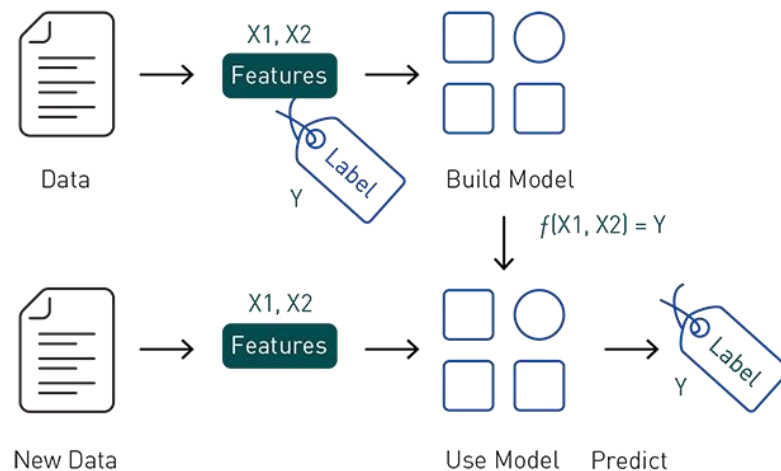 X1, X2
Features
Label
Y
Data
Build Model
f(X1, X2) = Y
X1, X2
Features
Label
Y
New Data
Use Model
Predict